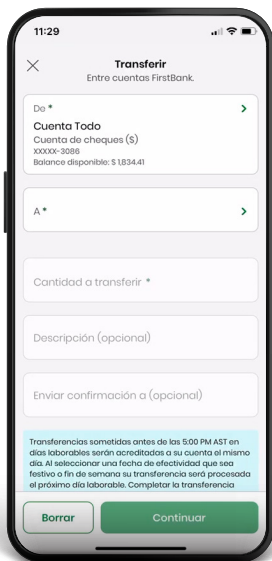 11:29
Transferir
Entre cuentas FirstBank.
De *
Cuenta Todo
Cuenta de cheques ($)
XXXXX-3086
Balance disponible: $ 1,834.41
A *
Cantidad a transferir *
Descripción (opcional)
Enviar confirmación a (opcional)
Transferencias sometidas antes de las 5:00 PM AST en
días laborables serán acreditadas a su cuenta el mismo
día. Al seleccionar una fecha de efectividad que sea
festivo o fin de semana su transferencia será procesada
el próximo día laborable. Completar la transferencia
Borrar
Continuar